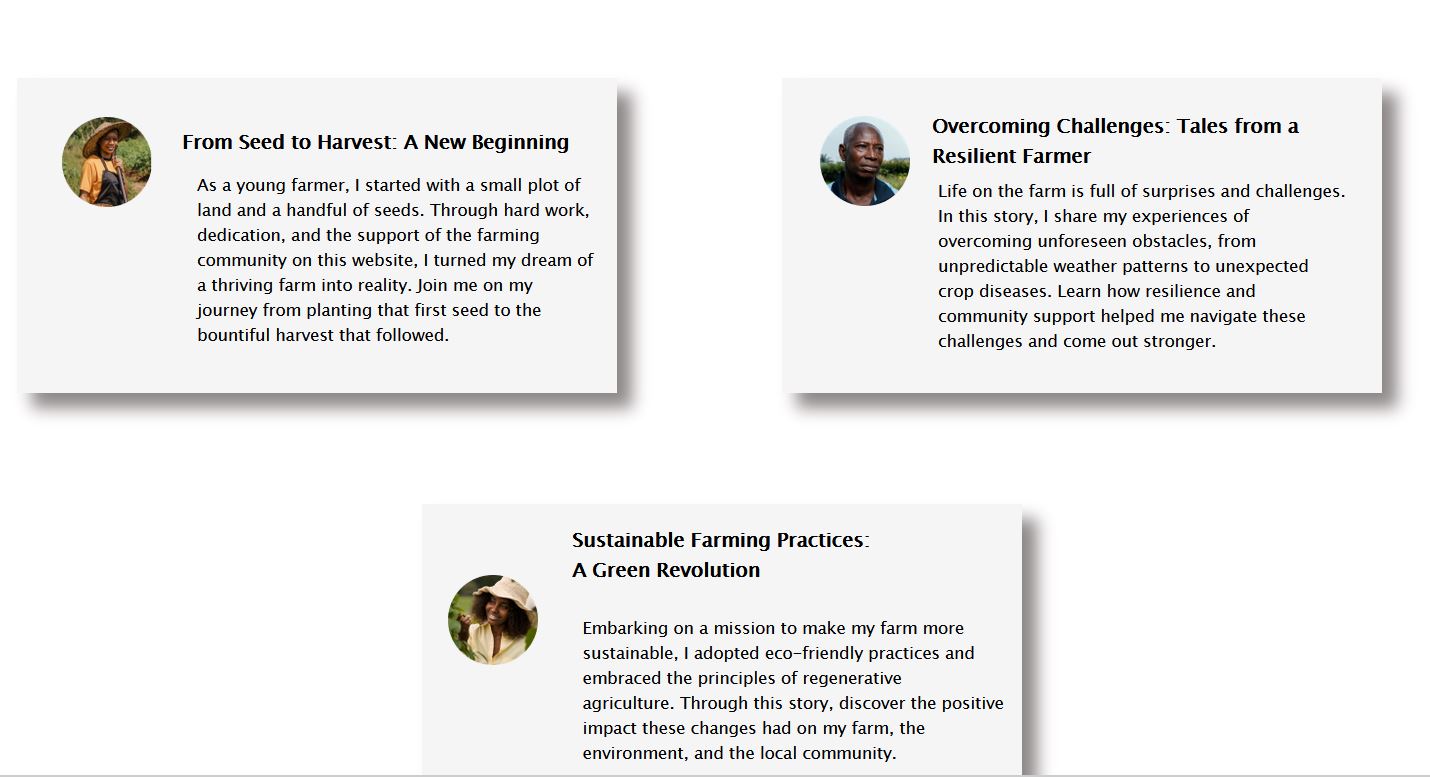 From Seed to Harvest: A New Beginning
As a young farmer, I started with a small plot of
land and a handful of seeds. Through hard work,
dedication, and the support of the farming
community on this website, I turned my dream of
a thriving farm into reality. Join me on my
journey from planting that first seed to the
bountiful harvest that followed.
Overcoming Challenges: Tales from a
Resilient Farmer
Life on the farm is full of surprises and challenges.
In this story, I share my experiences of
overcoming unforeseen obstacles, from
unpredictable weather patterns to unexpected
crop diseases. Learn how resilience and
community support helped me navigate these
challenges and come out stronger.
Sustainable Farming Practices:
A Green Revolution
Embarking on a mission to make my farm more
sustainable, I adopted eco-friendly practices and
embraced the principles of regenerative
agriculture. Through this story, discover the positive
impact these changes had on my farm, the
environment, and the local community.